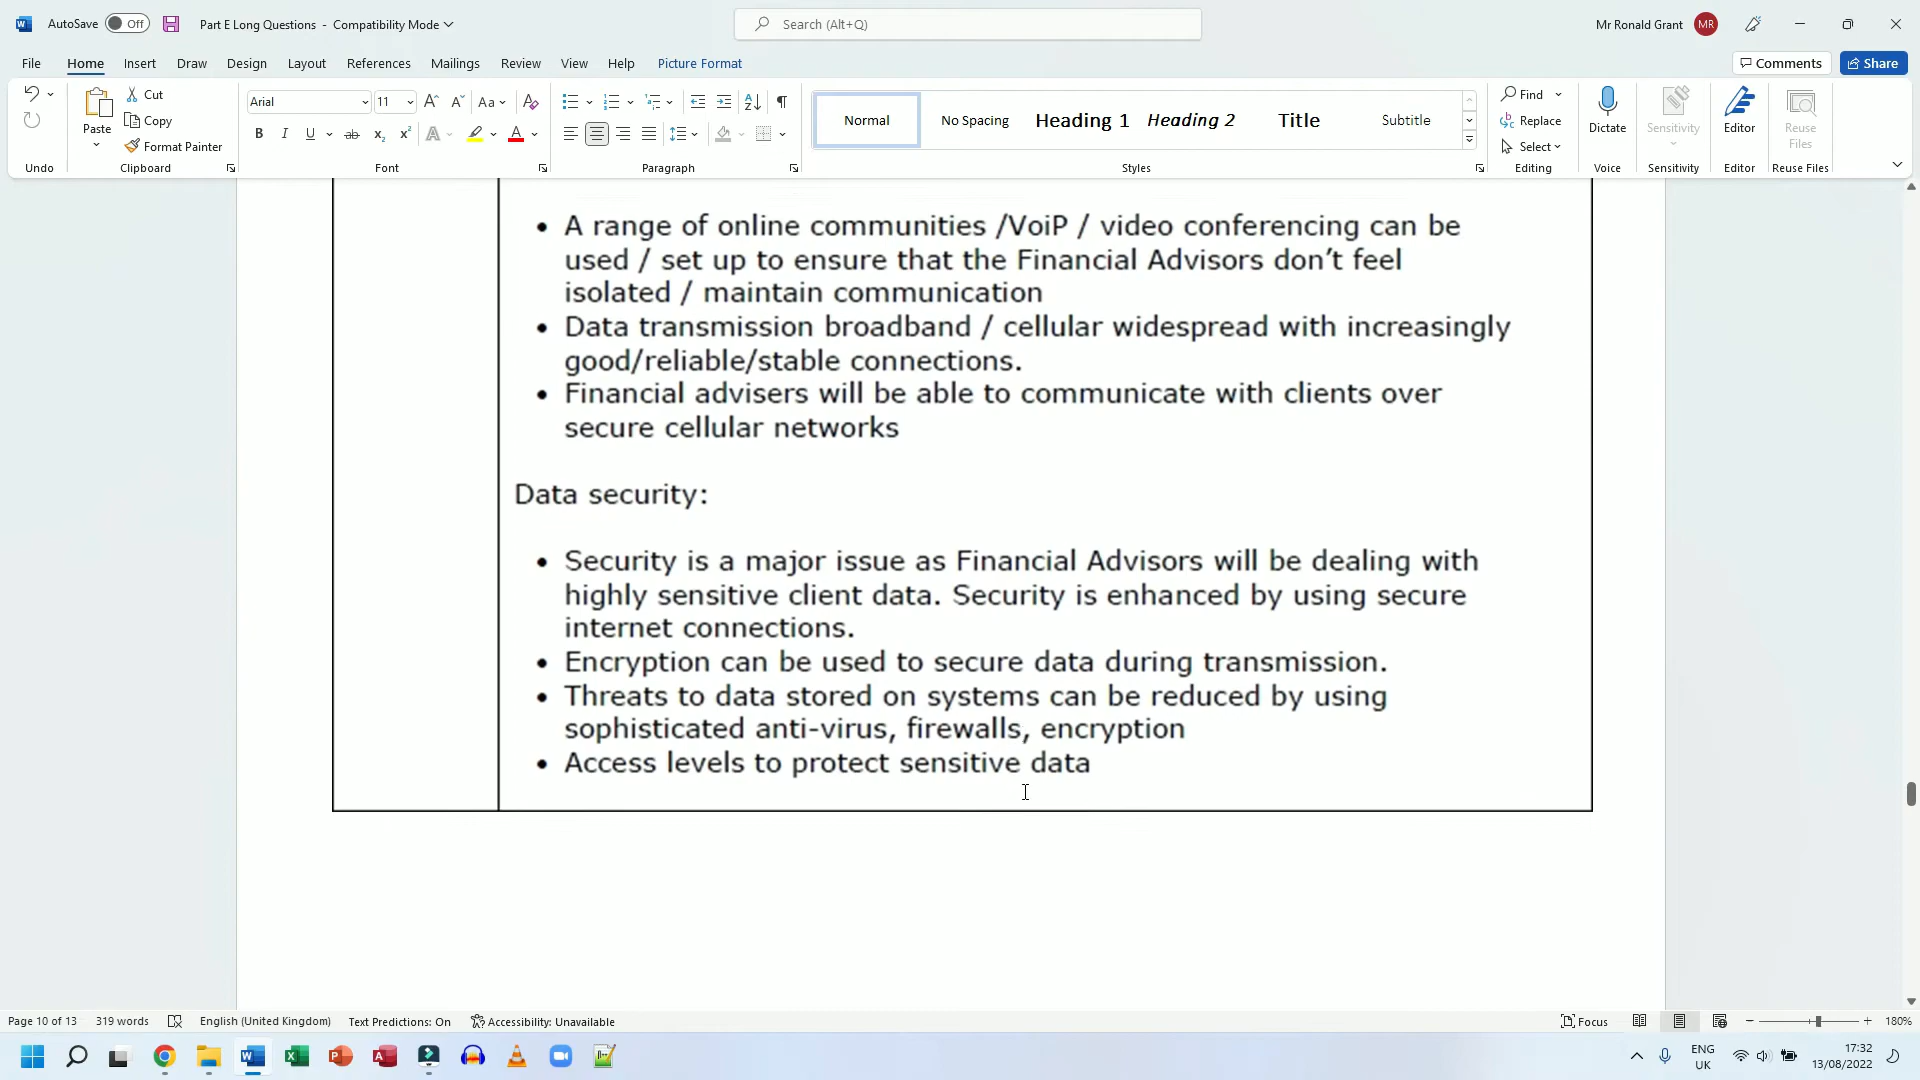 AutoSave Off Part E Long Questions - Compatibility Mode Search (Alt+Q) Mr Ronald Grant MR
File Home Insert Draw Design Layout References Mailings Review View Help Picture Format Comments Share
Cut
Copy
Format Painter
Paste
Arial 11
Normal No Spacing Heading 1 Heading 2 Title Subtitle
Find
Replace
Select
Dictate Sensitivity Editor Reuse
Files
Undo Clipboard Font Paragraph Styles Editing Voice Sensitivity Editor Reuse Files
• A range of online communities /VoiP / video conferencing can be
used / set up to ensure that the Financial Advisors don’t feel
isolated / maintain communication
• Data transmission broadband / cellular widespread with increasingly
good/reliable/stable connections.
• Financial advisers will be able to communicate with clients over
secure cellular networks
Data security:
• Security is a major issue as Financial Advisors will be dealing with
highly sensitive client data. Security is enhanced by using secure
internet connections.
• Encryption can be used to secure data during transmission.
• Threats to data stored on systems can be reduced by using
sophisticated anti-virus, firewalls, encryption
• Access levels to protect sensitive data
Page 10 of 13 319 words English (United Kingdom) Text Predictions: On Accessibility: Unavailable Focus 180%
ENG
UK
17:32
13/08/2022